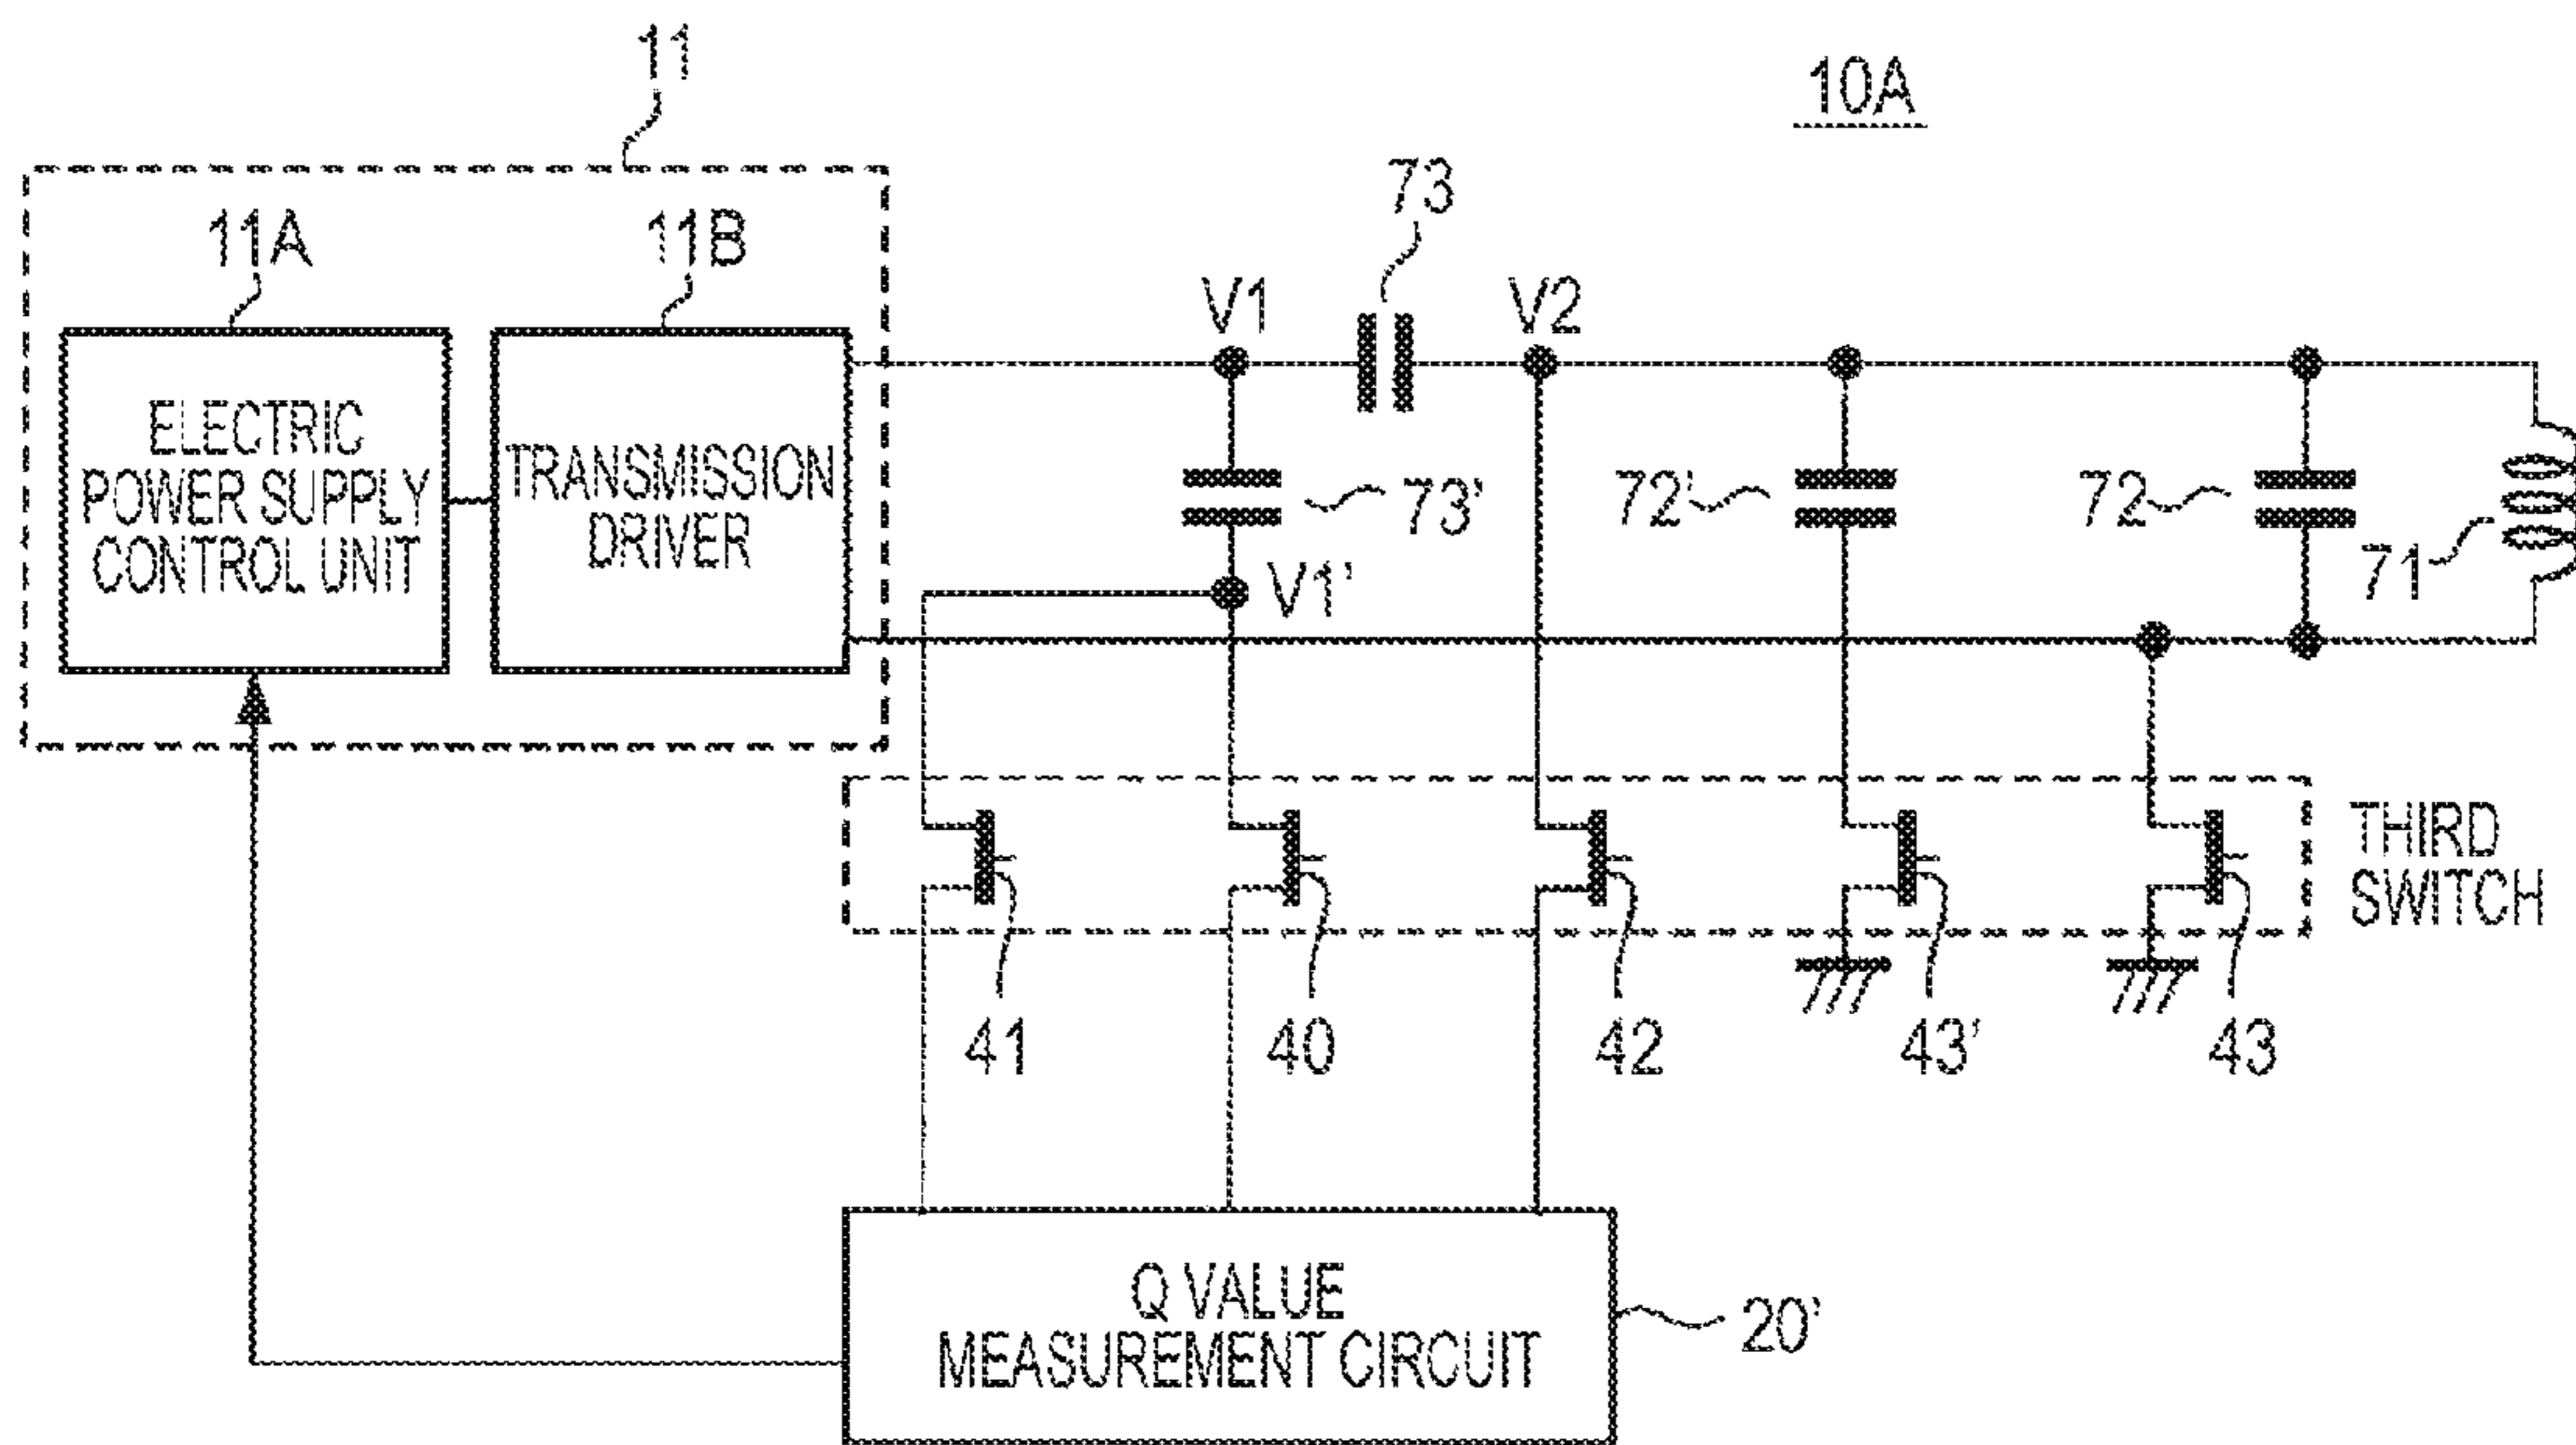 11
10A
11A
11B
73
V1
V2
ELECTRIC
POWER SUPPLY
CONTROL UNIT
TRANSMISSION
DRIVER
73'
72'
72
71
V1'
THIRD
SWITCH
41
40
42
43'
43
Q VALUE
MEASUREMENT CIRCUIT
20'